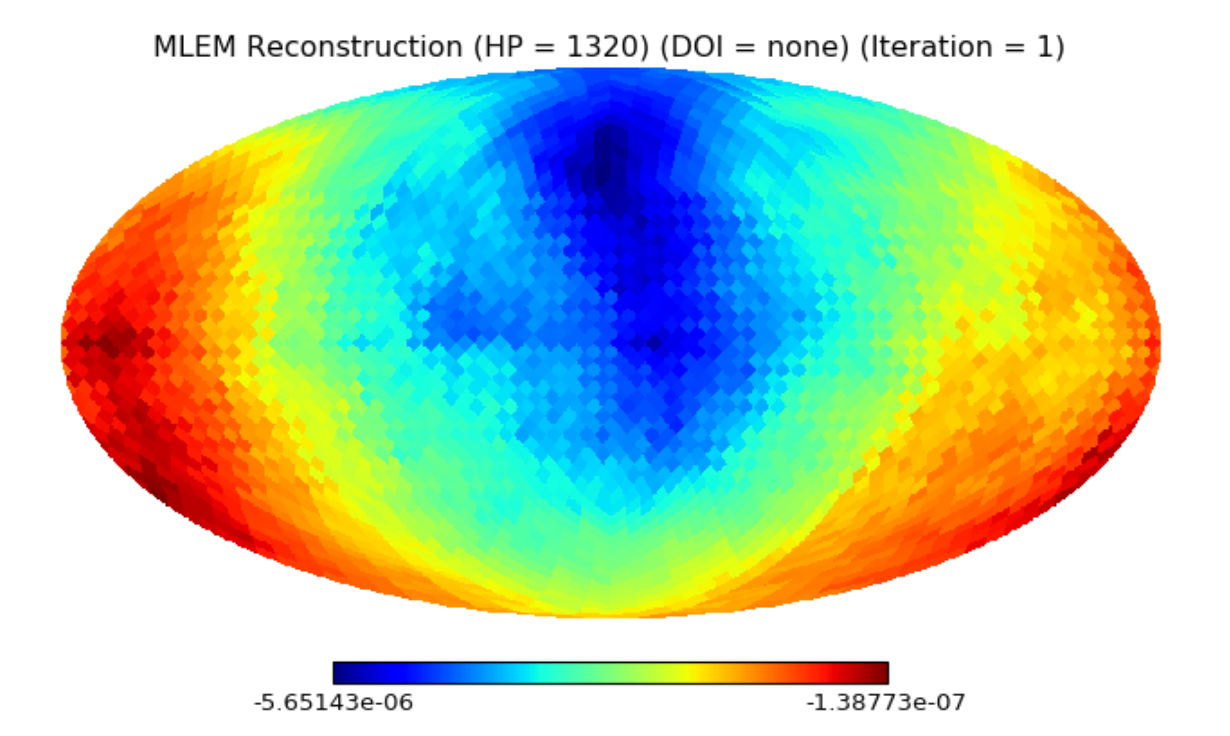 MLEM Reconstruction (HP = 1320) (DOI = none) (Iteration = 1)
-5.65143e-06 -1.38773e-07